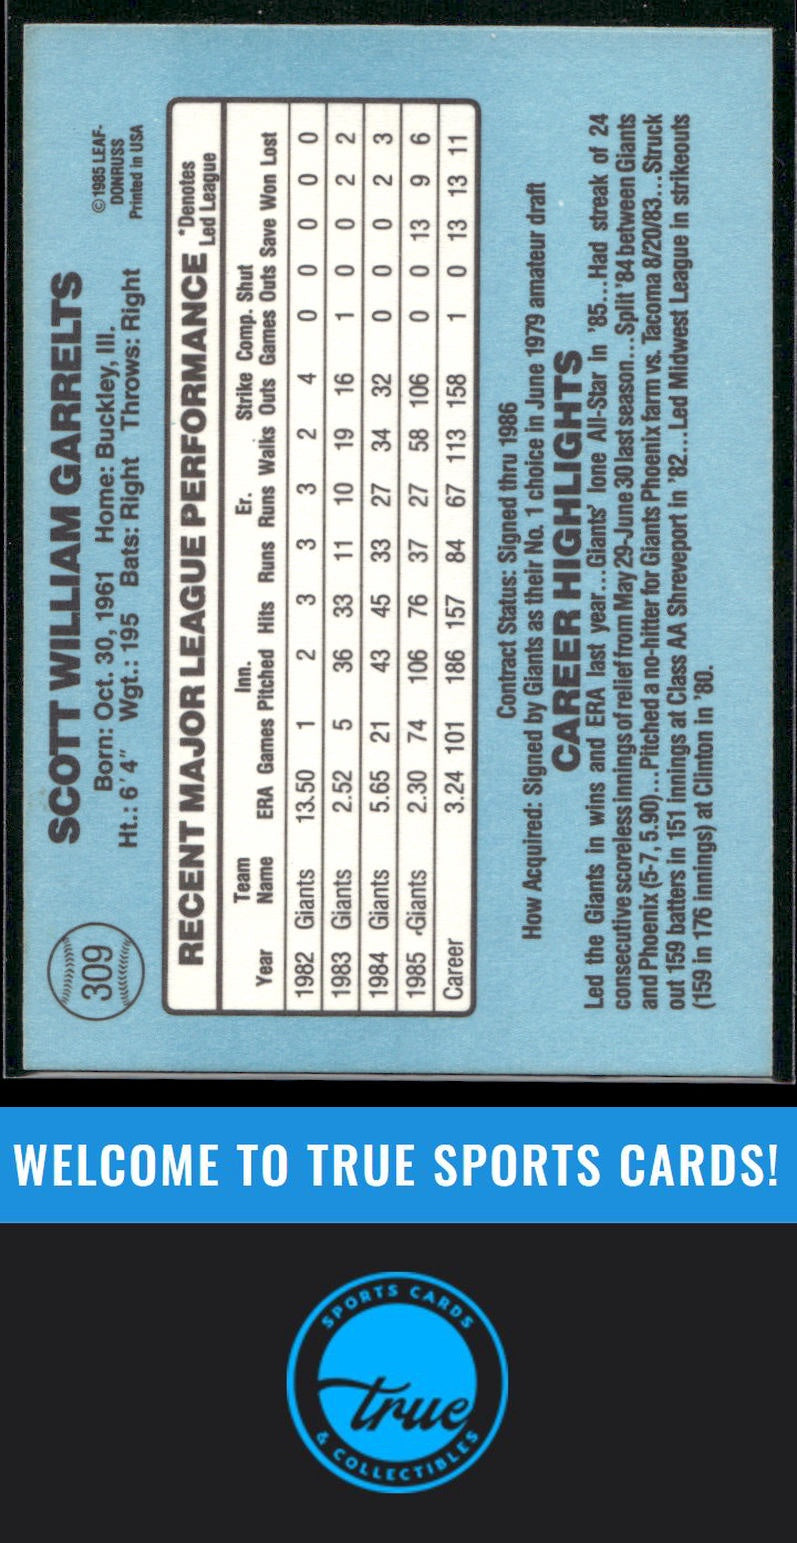 309
SCOTT WILLIAM GARRELTS
© 1985 LEAF-
DONRUSS
Printed in USA
Born: Oct. 30, 1961 Home: Buckley, Ill.
Ht.: 6'4" Wgt.: 195 Bats: Right Throws: Right
RECENT MAJOR LEAGUE PERFORMANCE *Denotes
Led League
Team Inn. Er. Strike Comp. Shut
Year Name ERA Games Pitched Hits Runs Runs Walks Outs Games Outs Save Won Lost
1982 Giants 13.50 1 2 3 3 3 2 4 0 0 0 0 0
1983 Giants 2.52 5 36 33 11 10 19 16 1 0 0 2 2
1984 Giants 5.65 21 43 45 33 27 34 32 0 0 0 2 3
1985 Giants 2.30 74 106 76 37 27 58 106 0 0 13 9 6
Career 3.24 101 186 157 84 67 113 158 1 0 13 13 11
Contract Status: Signed thru 1986
How Acquired: Signed by Giants as their No. 1 choice in June 1979 amateur draft
CAREER HIGHLIGHTS
Led the Giants in wins and ERA last year...Giants' lone All-Star in '85...Had streak of 24
consecutive scoreless innings of relief from May 29-June 30 last season...Split '84 between Giants
and Phoenix (5-7, 5.90)...Pitched a no-hitter for Giants Phoenix farm vs. Tacoma 8/20/83...Struck
out 159 batters in 151 innings at Class AA Shreveport in '82...Led Midwest League in strikeouts
(159 in 176 innings) at Clinton in '80.
WELCOME TO TRUE SPORTS CARDS!
SPORTS CARDS
true
& COLLECTIBLES